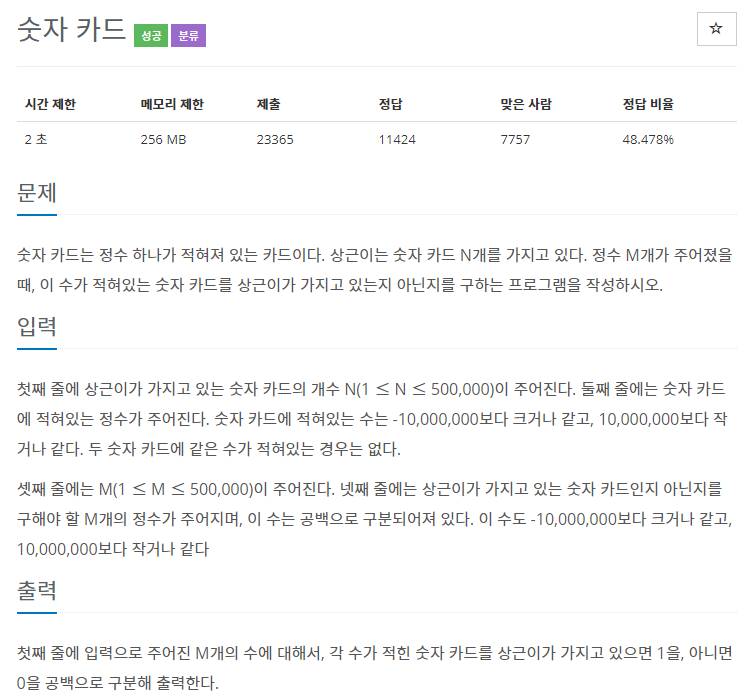 숫자 카드 성공 분류
☆
시간 제한 메모리 제한 제출 정답 맞은 사람 정답 비율
2 초 256 MB 23365 11424 7757 48.478%
문제
숫자 카드는 정수 하나가 적혀져 있는 카드이다. 상근이는 숫자 카드 N개를 가지고 있다. 정수 M개가 주어졌을
때, 이 수가 적혀있는 숫자 카드를 상근이가 가지고 있는지 아닌지를 구하는 프로그램을 작성하시오.
입력
첫째 줄에 상근이가 가지고 있는 숫자 카드의 개수 N(1 ≤ N ≤ 500,000)이 주어진다. 둘째 줄에는 숫자 카드
에 적혀있는 정수가 주어진다. 숫자 카드에 적혀있는 수는 -10,000,000보다 크거나 같고, 10,000,000보다 작
거나 같다. 두 숫자 카드에 같은 수가 적혀있는 경우는 없다.
셋째 줄에는 M(1 ≤ M ≤ 500,000)이 주어진다. 넷째 줄에는 상근이가 가지고 있는 숫자 카드인지 아닌지를
구해야 할 M개의 정수가 주어지며, 이 수는 공백으로 구분되어져 있다. 이 수도 -10,000,000보다 크거나 같고,
10,000,000보다 작거나 같다
출력
첫째 줄에 입력으로 주어진 M개의 수에 대해서, 각 수가 적힌 숫자 카드를 상근이가 가지고 있으면 1을, 아니면
0을 공백으로 구분해 출력한다.